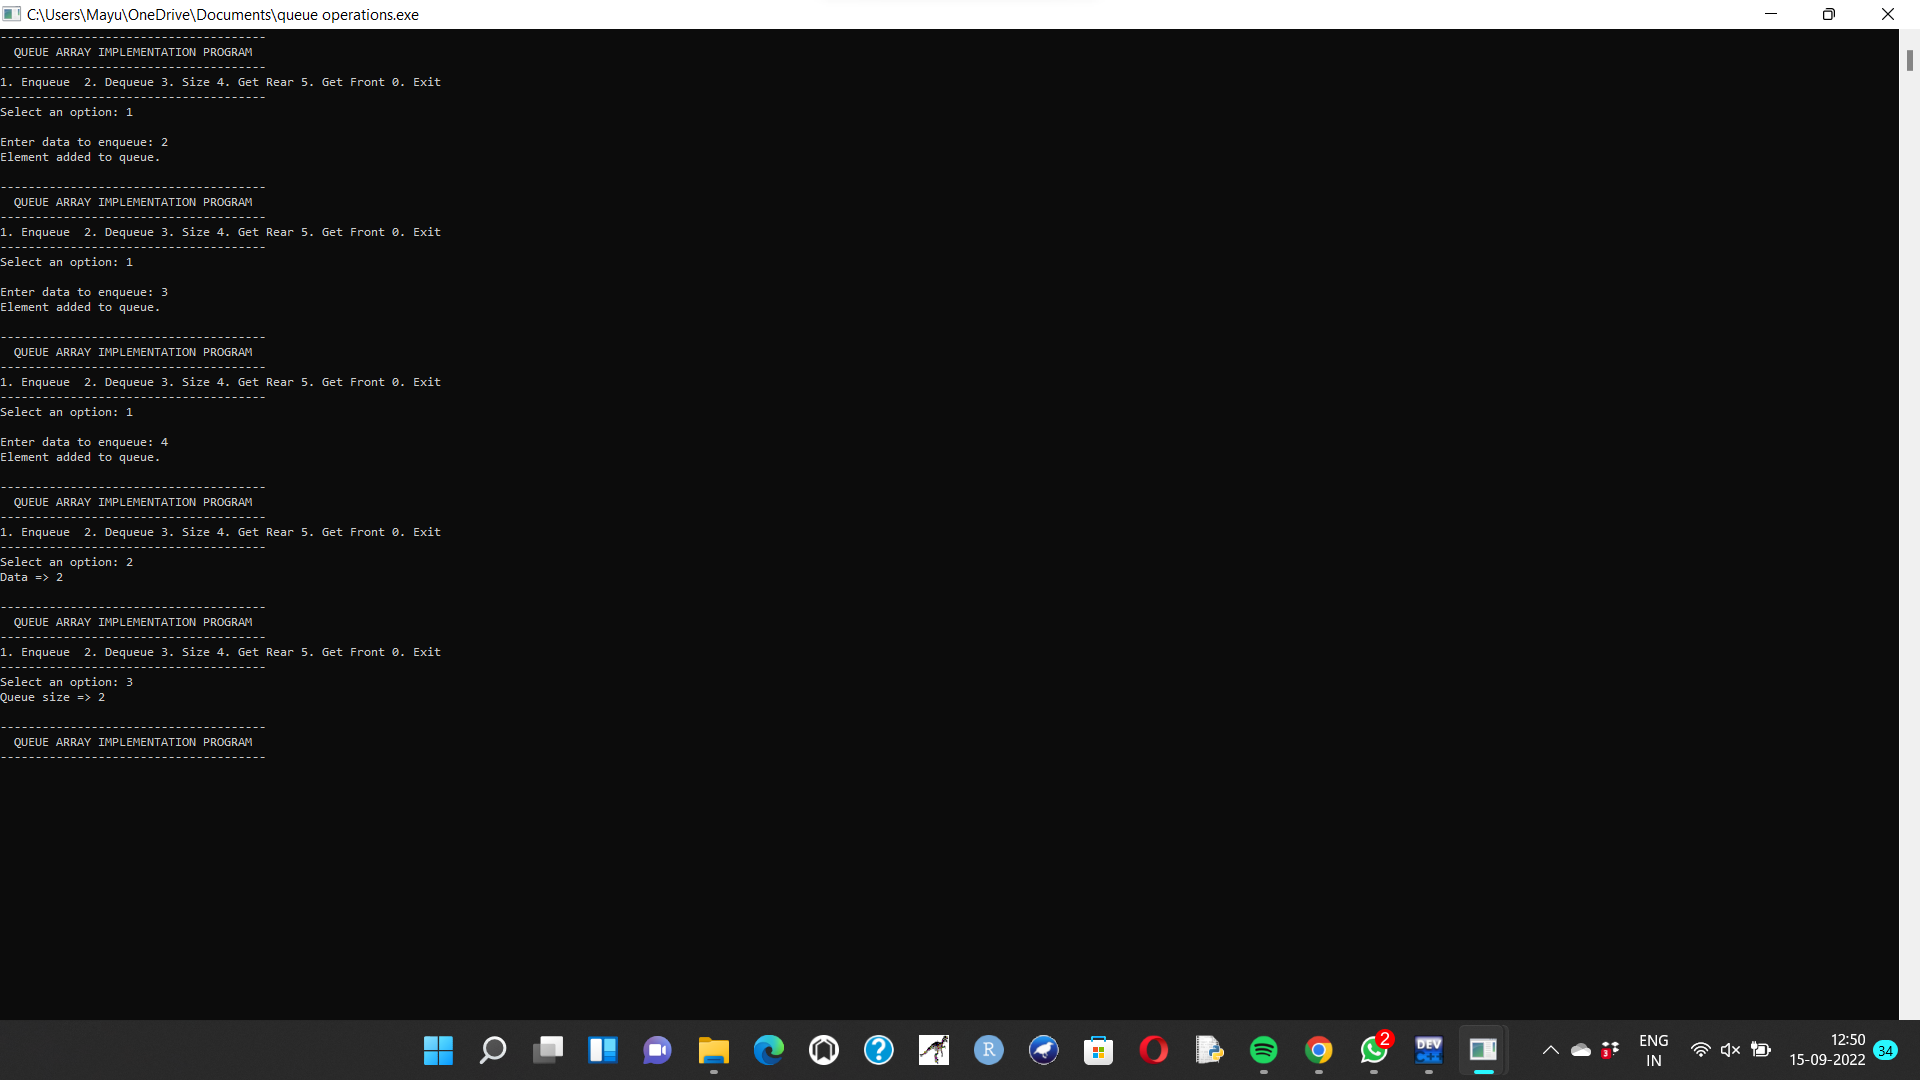 C:\Users\Mayu\OneDrive\Documents\queue operations.exe
--------------------------------------
  QUEUE ARRAY IMPLEMENTATION PROGRAM
--------------------------------------
1. Enqueue  2. Dequeue 3. Size 4. Get Rear 5. Get Front 0. Exit
--------------------------------------
Select an option: 1

Enter data to enqueue: 2
Element added to queue.

--------------------------------------
  QUEUE ARRAY IMPLEMENTATION PROGRAM
--------------------------------------
1. Enqueue  2. Dequeue 3. Size 4. Get Rear 5. Get Front 0. Exit
--------------------------------------
Select an option: 1

Enter data to enqueue: 3
Element added to queue.

--------------------------------------
  QUEUE ARRAY IMPLEMENTATION PROGRAM
--------------------------------------
1. Enqueue  2. Dequeue 3. Size 4. Get Rear 5. Get Front 0. Exit
--------------------------------------
Select an option: 1

Enter data to enqueue: 4
Element added to queue.

--------------------------------------
  QUEUE ARRAY IMPLEMENTATION PROGRAM
--------------------------------------
1. Enqueue  2. Dequeue 3. Size 4. Get Rear 5. Get Front 0. Exit
--------------------------------------
Select an option: 2
Data => 2

--------------------------------------
  QUEUE ARRAY IMPLEMENTATION PROGRAM
--------------------------------------
1. Enqueue  2. Dequeue 3. Size 4. Get Rear 5. Get Front 0. Exit
--------------------------------------
Select an option: 3
Queue size => 2

--------------------------------------
  QUEUE ARRAY IMPLEMENTATION PROGRAM
--------------------------------------
R
2
DEV
C++
3
ENG
IN
12:50
15-09-2022
34